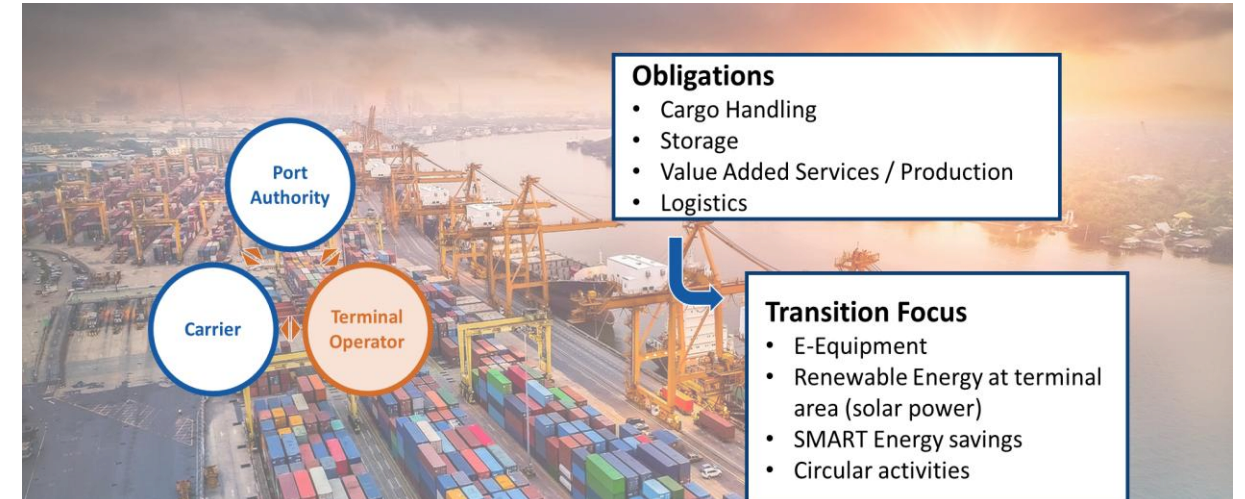 Port
Authority
Carrier
Terminal
Operator
Obligations
• Cargo Handling
• Storage
• Value Added Services / Production
• Logistics
Transition Focus
• E-Equipment
• Renewable Energy at terminal
area (solar power)
• SMART Energy savings
• Circular activities